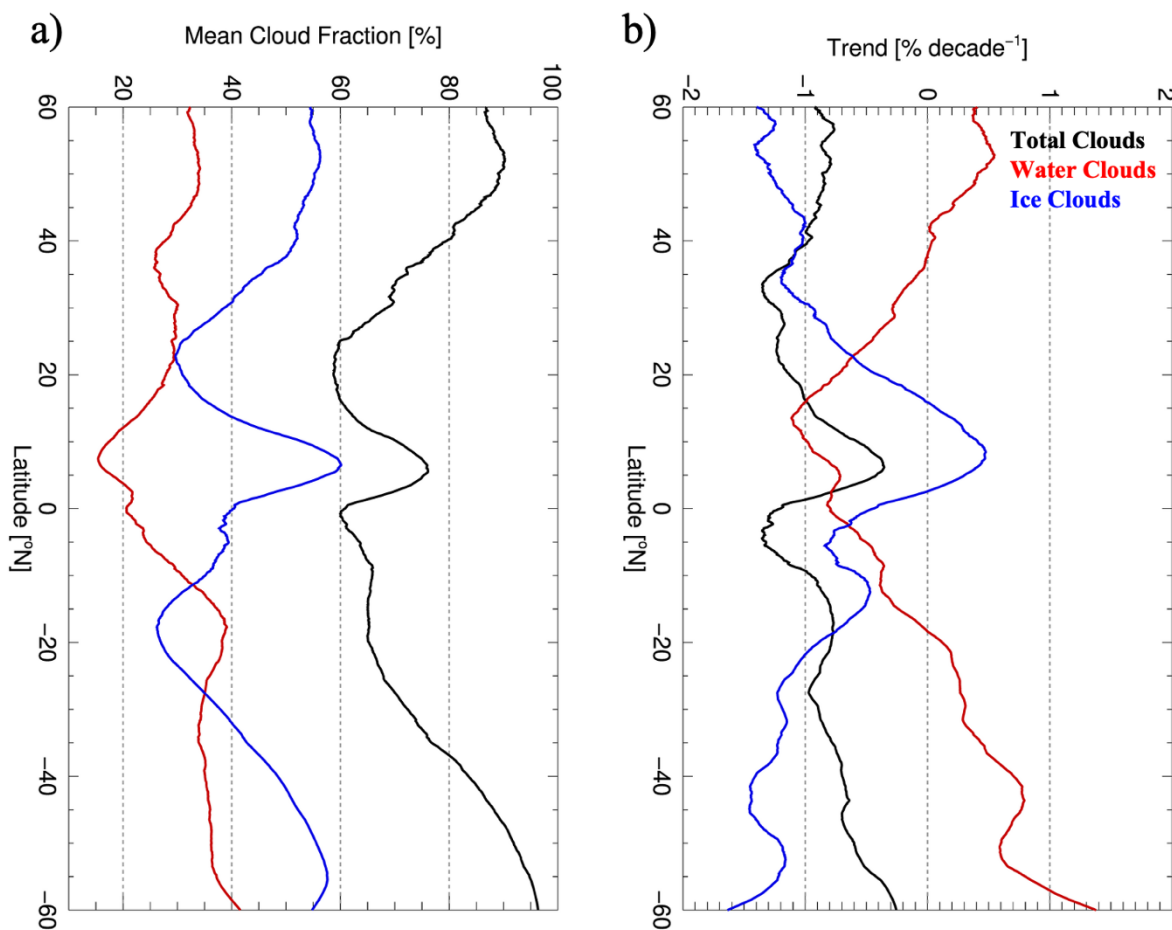 a)
Mean Cloud Fraction [%]
20
40
60
80
100
60
40
20
0
−20
−40
−60
Latitude [°N]
b)
Trend [% decade⁻¹]
−2
−1
0
1
2
60
40
20
0
−20
−40
−60
Latitude [°N]
Total Clouds
Water Clouds
Ice Clouds